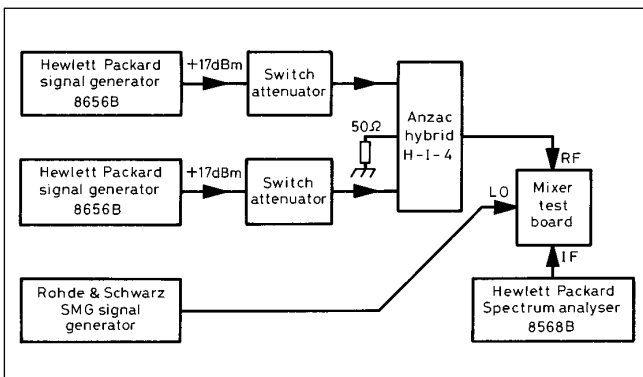 Hewlett Packard
signal generator
8656B
+17dBm
Switch
attenuator
Anzac
hybrid
H-I-4
50Ω
RF
Hewlett Packard
signal generator
8656B
+17dBm
Switch
attenuator
LO
Mixer
test
board
IF
Rohde & Schwarz
SMG signal
generator
Hewlett Packard
Spectrum analyser
8568B